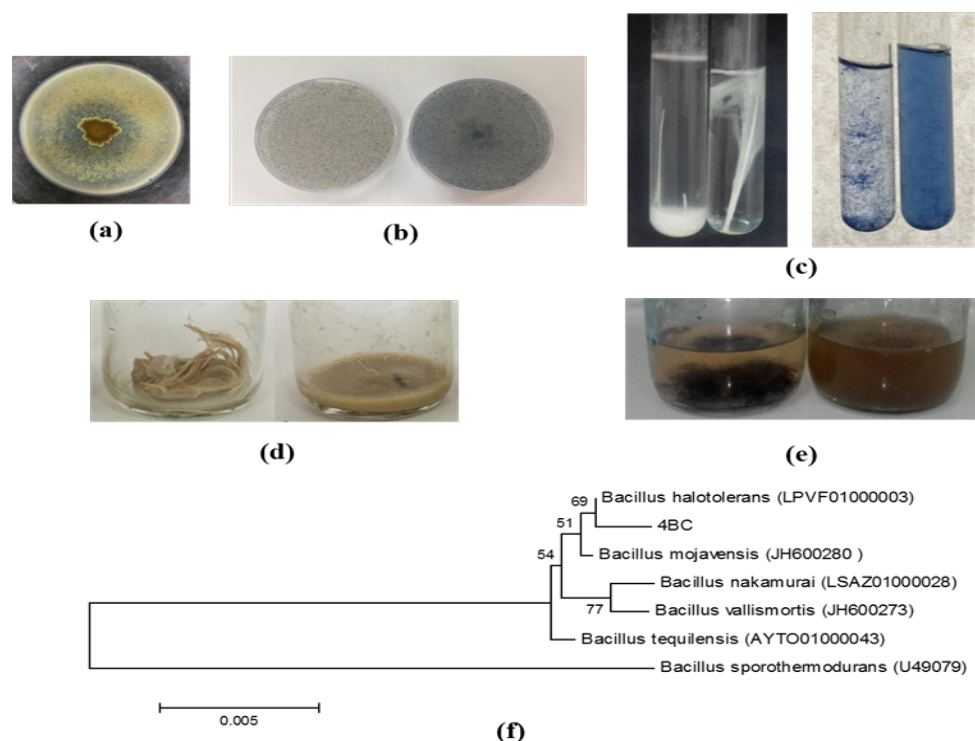 (a)
(b)
(c)
(d)
(e)
69
Bacillus halotolerans (LPVF01000003)
51
4BC
54
Bacillus mojavensis (JH600280 )
Bacillus nakamurai (LSAZ01000028)
77
Bacillus vallismortis (JH600273)
Bacillus tequilensis (AYTO01000043)
Bacillus sporothermodurans (U49079)
0.005
(f)